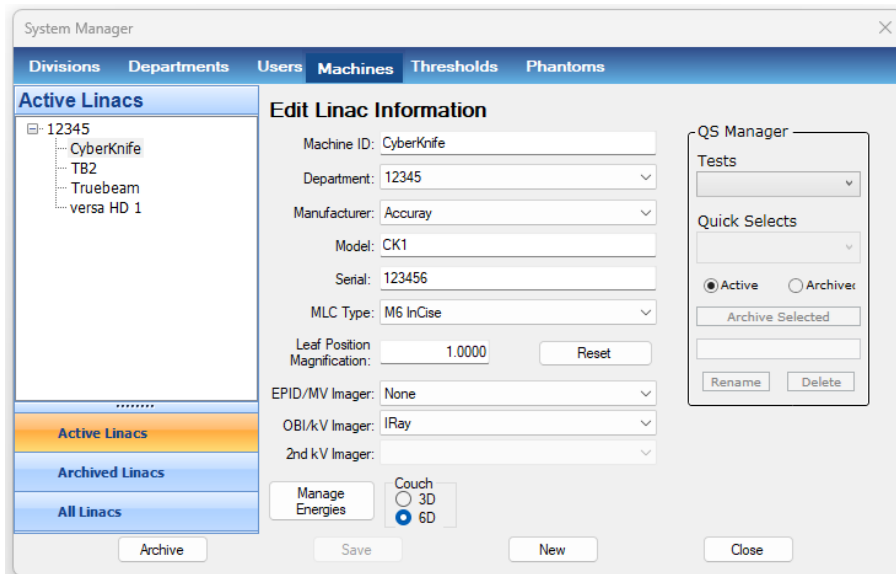 System Manager
Divisions Departments Users Machines Thresholds Phantoms
Active Linacs
12345
CyberKnife
TB2
Truebeam
versa HD 1
Active Linacs
Archived Linacs
All Linacs
Edit Linac Information
Machine ID: CyberKnife
Department: 12345
Manufacturer: Accuray
Model: CK1
Serial: 123456
MLC Type: M6 InCise
Leaf Position
Magnification: 1.0000 Reset
EPID/MV Imager: None
OBI/kV Imager: IRay
2nd kV Imager:
Manage
Energies
Couch
3D
6D
QS Manager
Tests
Quick Selects
Active Archived
Archive Selected
Rename Delete
Archive Save New Close